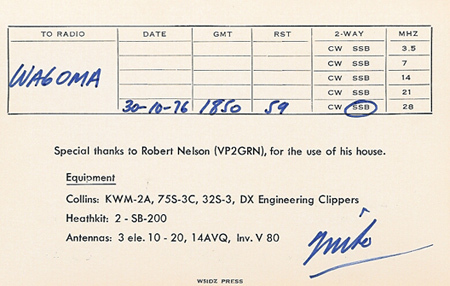 TO RADIO DATE GMT RST 2-WAY MHZ
CW SSB 3.5
CW SSB 7
WA6OMA CW SSB 14
CW SSB 21
30-10-76 1850 59 CW SSB 28
Special thanks to Robert Nelson (VP2GRN), for the use of his house.
Equipment
Collins: KWM-2A, 75S-3C, 32S-3, DX Engineering Clippers
Heathkit: 2 - SB-200
Antennas: 3 ele. 10 - 20, 14AVQ, Inv. V 80
W8IDZ PRESS